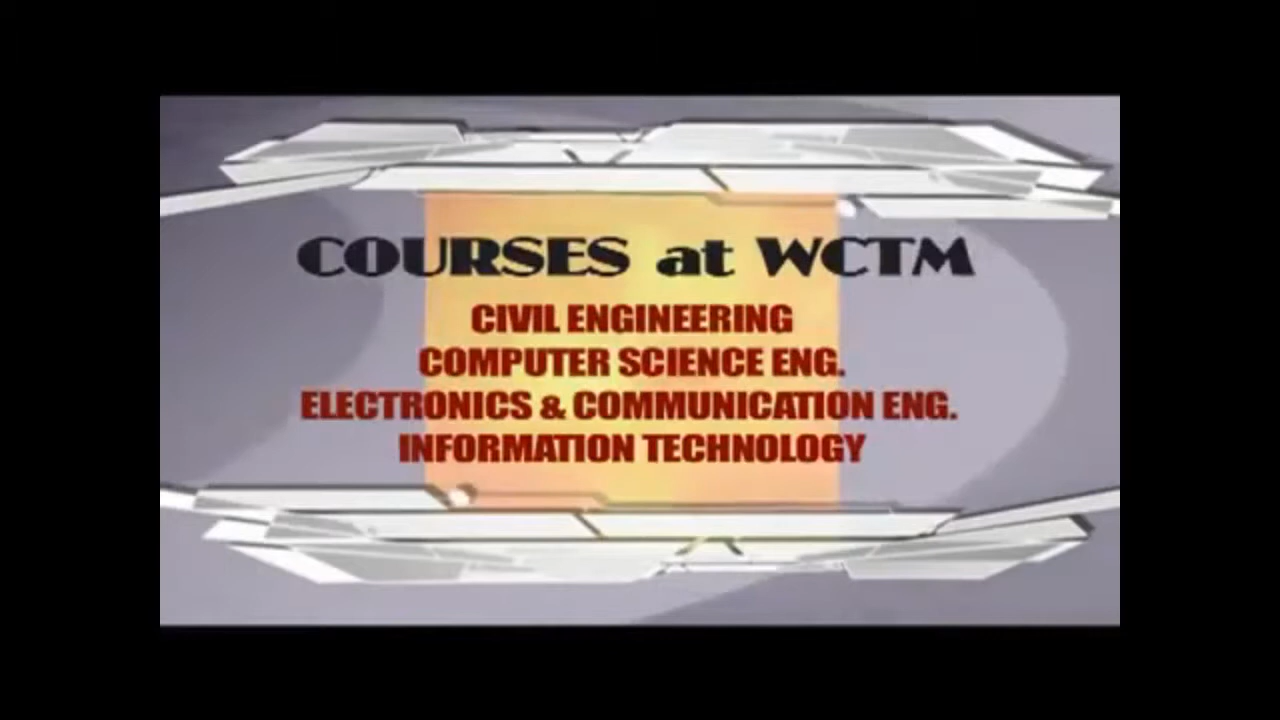 COURSES at WCTM
CIVIL ENGINEERING
COMPUTER SCIENCE ENG.
ELECTRONICS & COMMUNICATION ENG.
INFORMATION TECHNOLOGY